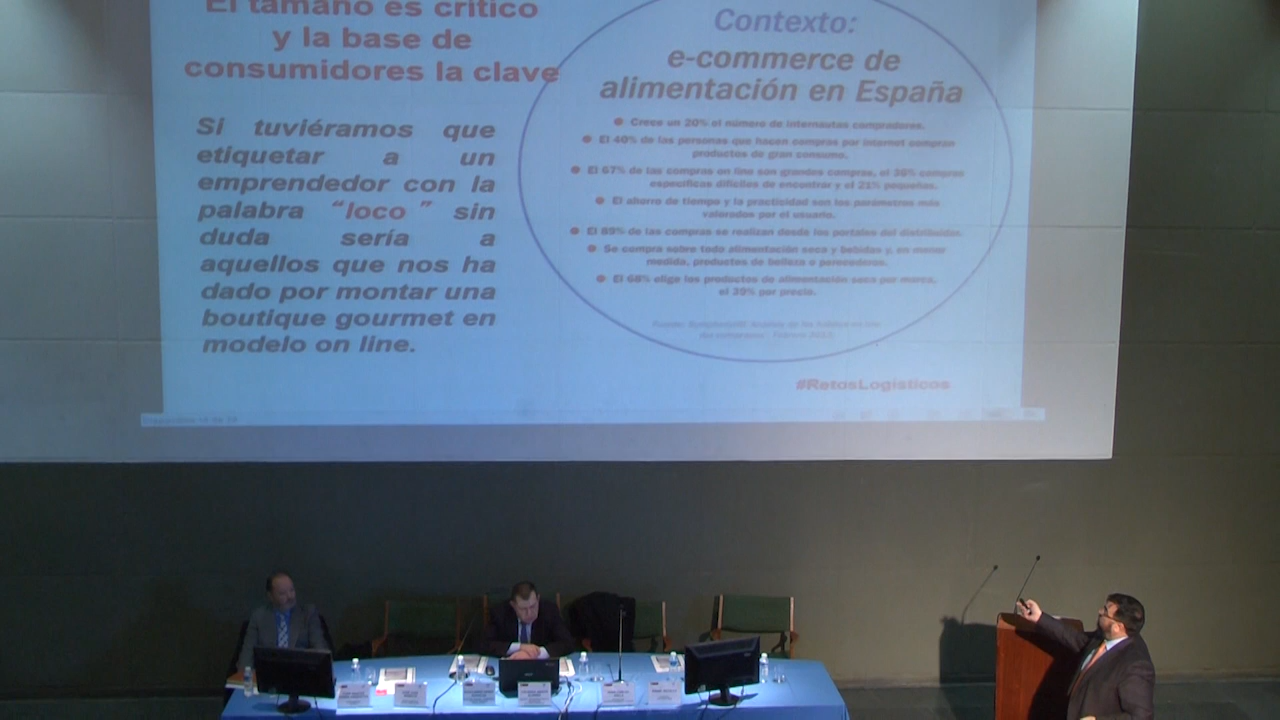 El tamaño es crítico
y la base de
consumidores la clave
Si tuviéramos que
etiquetar a un
emprendedor con la
palabra “loco” sin
duda sería a
aquellos que nos ha
dado por montar una
boutique gourmet en
modelo on line.
Contexto:
e-commerce de
alimentación en España
Crece un 20% el número de internautas compradores.
El 40% de las personas que hacen compras por internet compran
productos de gran consumo.
El 67% de las compras on line son grandes compras, el 38% compras
específicas difíciles de encontrar y el 21% pequeñas.
El ahorro de tiempo y la practicidad son los parámetros más
valorados por el usuario.
El 89% de las compras se realizan desde los portales del distribuidor.
Se compra sobre todo alimentación seca y bebidas y, en menor
medida, productos de belleza o perecederos.
El 68% elige los productos de alimentación seca por marca,
el 39% por precio.
#RetosLogísticos